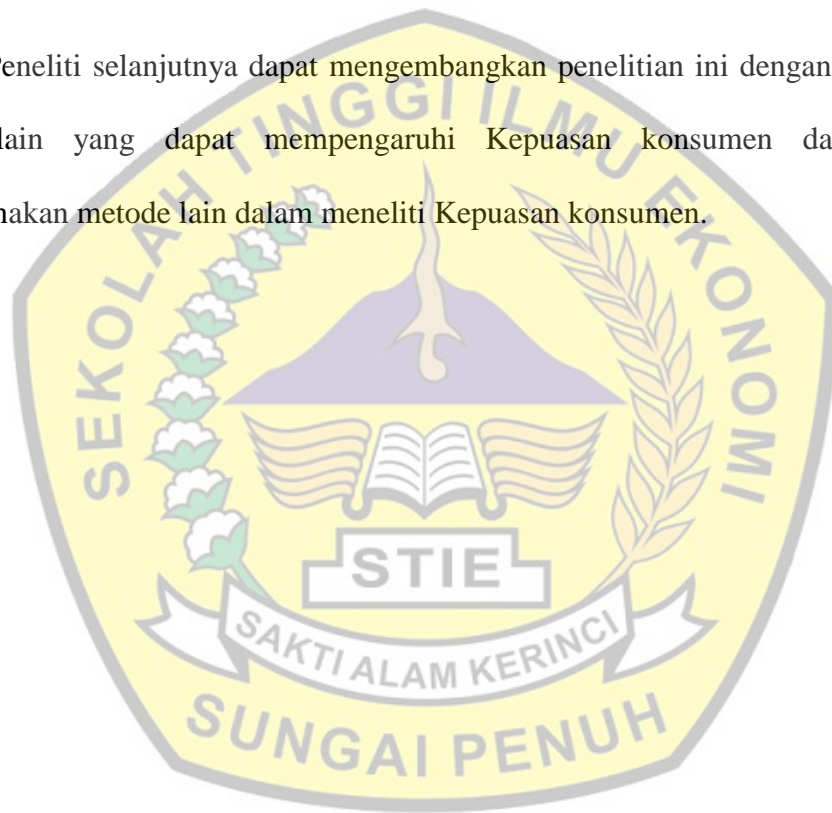 Peneliti selanjutnya dapat mengembangkan penelitian ini dengan
lain yang dapat mempengaruhi Kepuasan konsumen da
nakan metode lain dalam meneliti Kepuasan konsumen.
SEKOLAH TINGGI ILMU EKONOMI
STIE
SAKTI ALAM KERINCI
SUNGAI PENUH